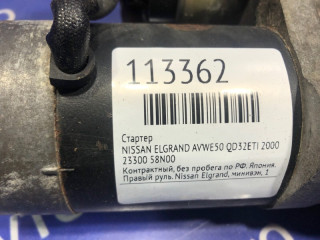 113362
Стартер
NISSAN ELGRAND AVWE50 QD32ETI 2000
23300 58N00
Контрактный, без пробега по РФ. Япония.
Правый руль. Nissan Elgrand, минивэн, 1